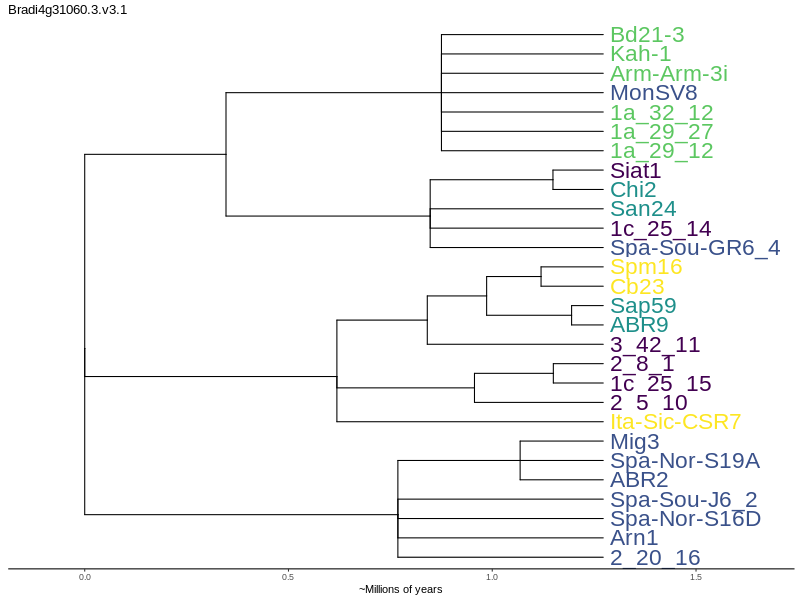 Bradi4g31060.3.v3.1
Bd21-3
Kah-1
Arm-Arm-3i
MonSV8
1a_32_12
1a_29_27
1a_29_12
Siat1
Chi2
San24
1c_25_14
Spa-Sou-GR6_4
Spm16
Cb23
Sap59
ABR9
3_42_11
2_8_1
1c_25_15
2_5_10
Ita-Sic-CSR7
Mig3
Spa-Nor-S19A
ABR2
Spa-Sou-J6_2
Spa-Nor-S16D
Arn1
2_20_16
0.0 0.5 1.0 1.5
~Millions of years